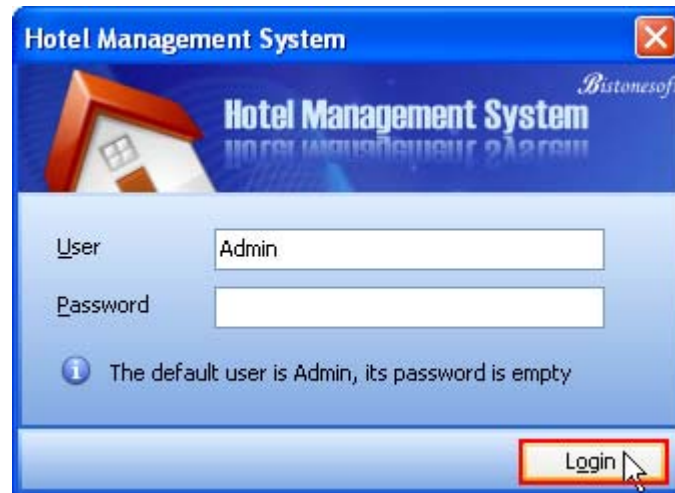 Hotel Management System
Bistonesoft
Hotel Management System
User
Admin
Password
The default user is Admin, its password is empty
Login